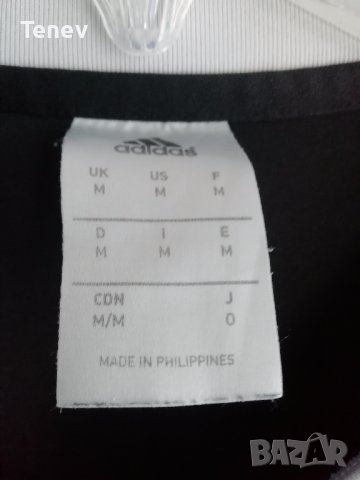 Tenev
adidas
UK US F
M M M
D I E
M M M
CDN J
M/M O
MADE IN PHILIPPINES
BAZAR